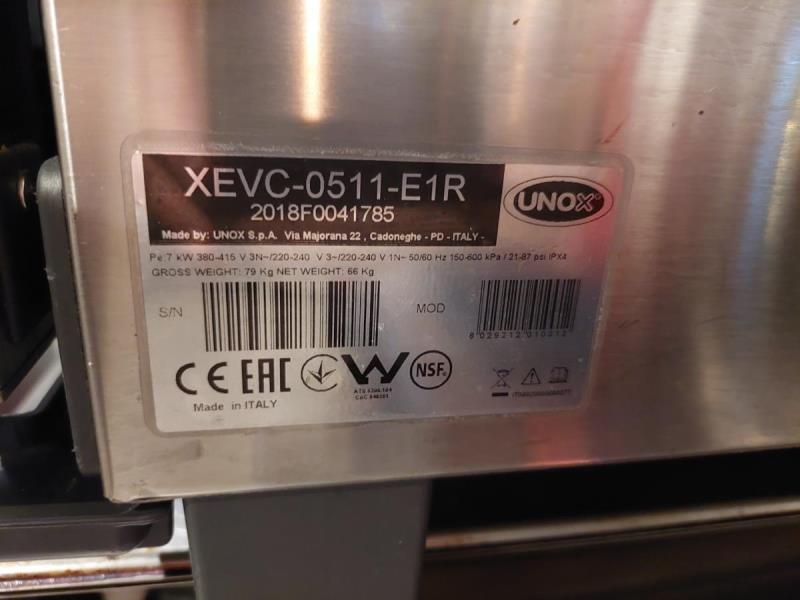 XEVC-0511-E1R
2018F0041785
UNOX
Made by: UNOX S.p.A. Via Majorana 22 , Cadoneghe - PD - ITALY -
Pe:7 kW 380-415 V 3N~/220-240 V 3~/220-240 V 1N~ 50/60 Hz 150-600 kPa / 21-87 psi IPX4
GROSS WEIGHT: 79 Kg NET WEIGHT: 66 Kg
S/N
MOD
CE EAC W NSF®
Made in ITALY